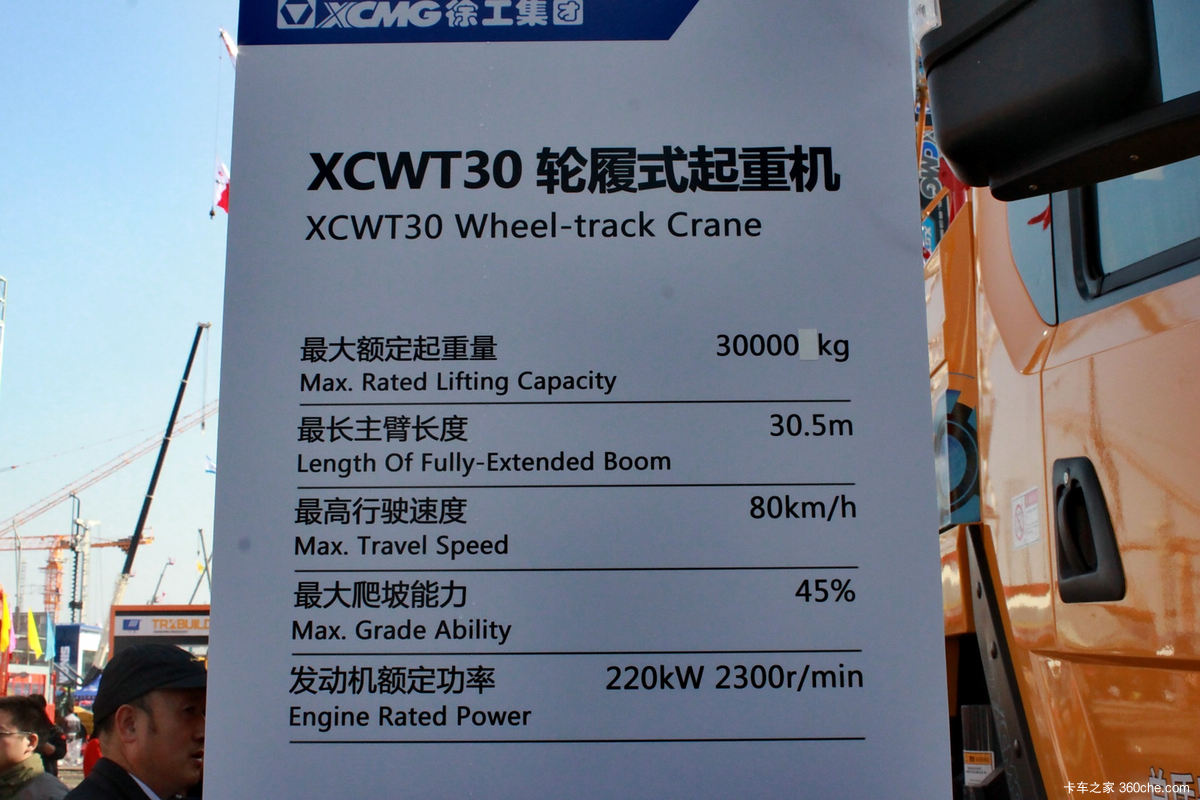 XCMG 徐工集团
XCWT30 轮履式起重机
XCWT30 Wheel-track Crane
最大额定起重量 30000 kg
Max. Rated Lifting Capacity
最长主臂长度 30.5m
Length Of Fully-Extended Boom
最高行驶速度 80km/h
Max. Travel Speed
最大爬坡能力 45%
Max. Grade Ability
发动机额定功率 220kW 2300r/min
Engine Rated Power
XCMG
卡车之家 360che.com